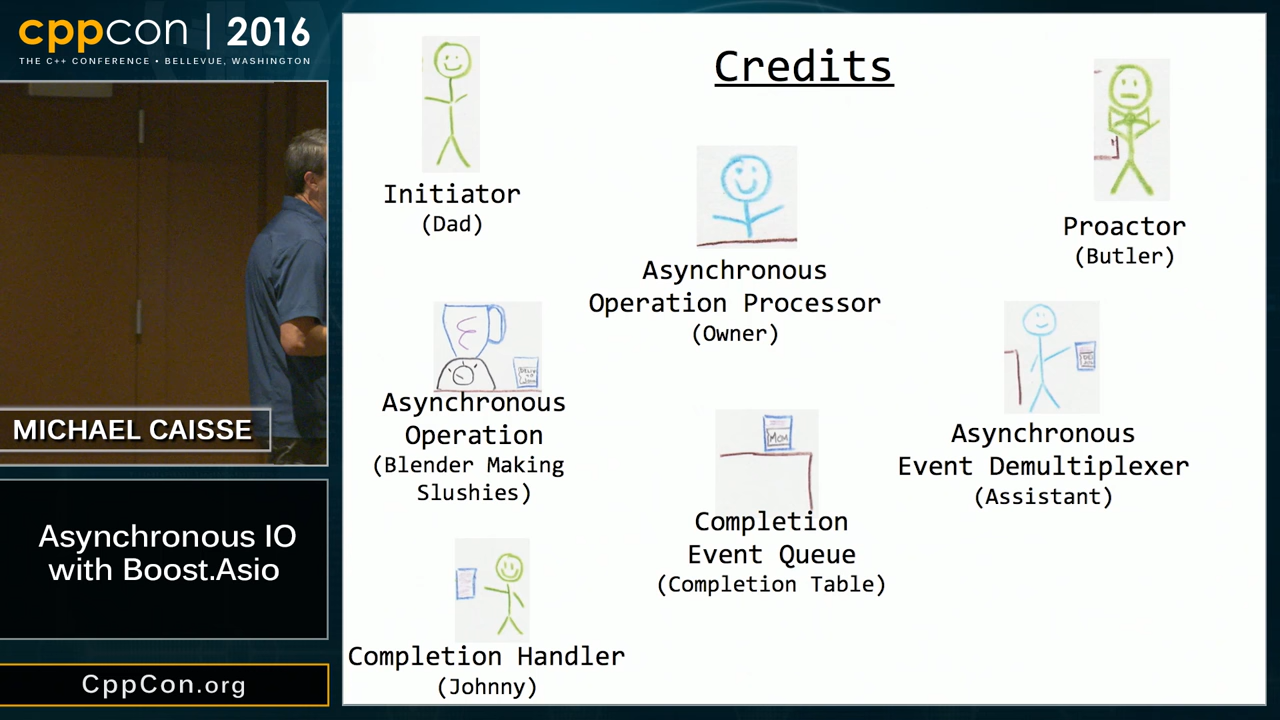 cppcon | 2016
THE C++ CONFERENCE • BELLEVUE, WASHINGTON
MICHAEL CAISSE
Asynchronous IO
with Boost.Asio
CppCon.org
Credits
Initiator
(Dad)
Asynchronous
Operation Processor
(Owner)
Proactor
(Butler)
Asynchronous
Operation
(Blender Making
Slushies)
MOM
Completion
Event Queue
(Completion Table)
Asynchronous
Event Demultiplexer
(Assistant)
Completion Handler
(Johnny)